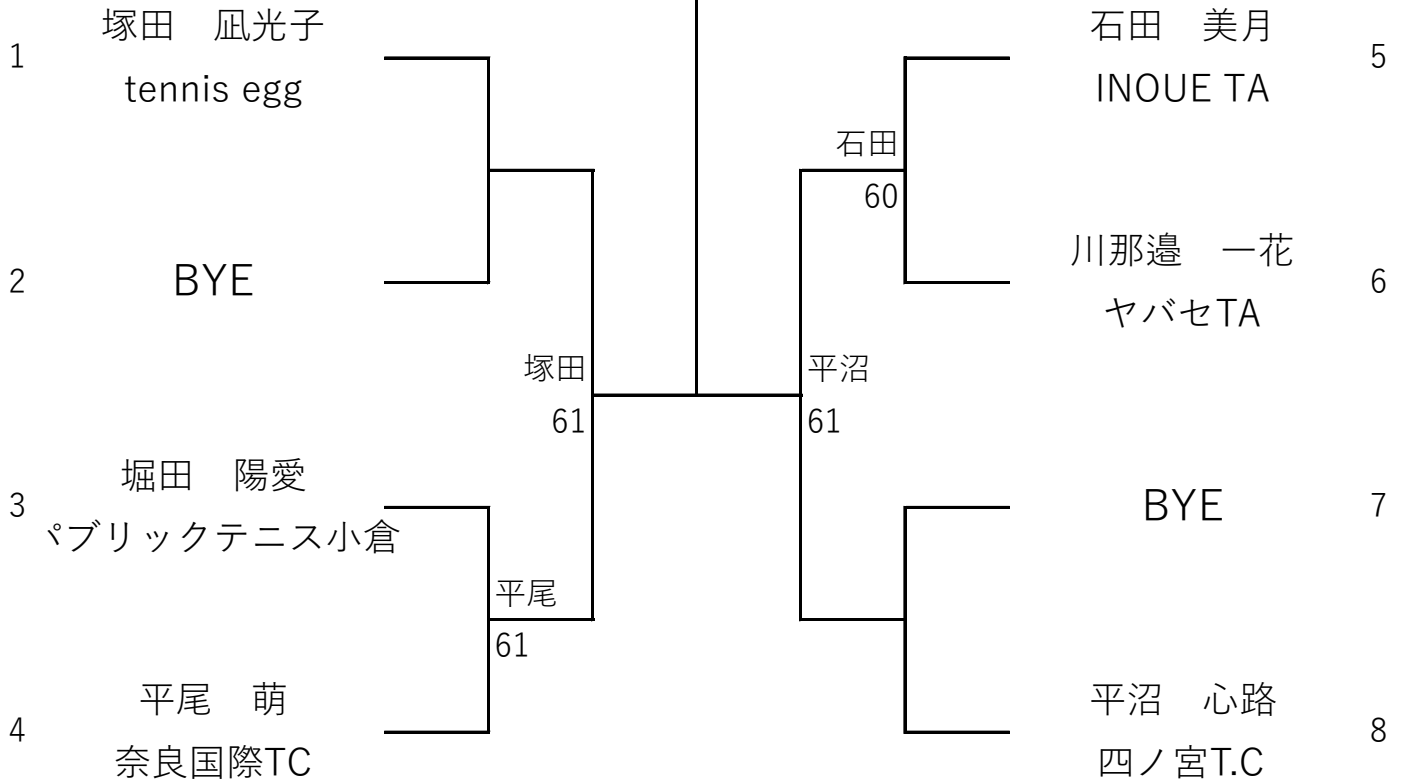 1
塚田　凪光子
tennis egg
2
BYE
3
堀田　陽愛
パブリックテニス小倉
4
平尾　萌
奈良国際TC
塚田
61
平尾
61
石田
60
平沼
61
石田　美月
INOUE TA
5
川那邉　一花
ヤバセTA
6
BYE
7
平沼　心路
四ノ宮T.C
8